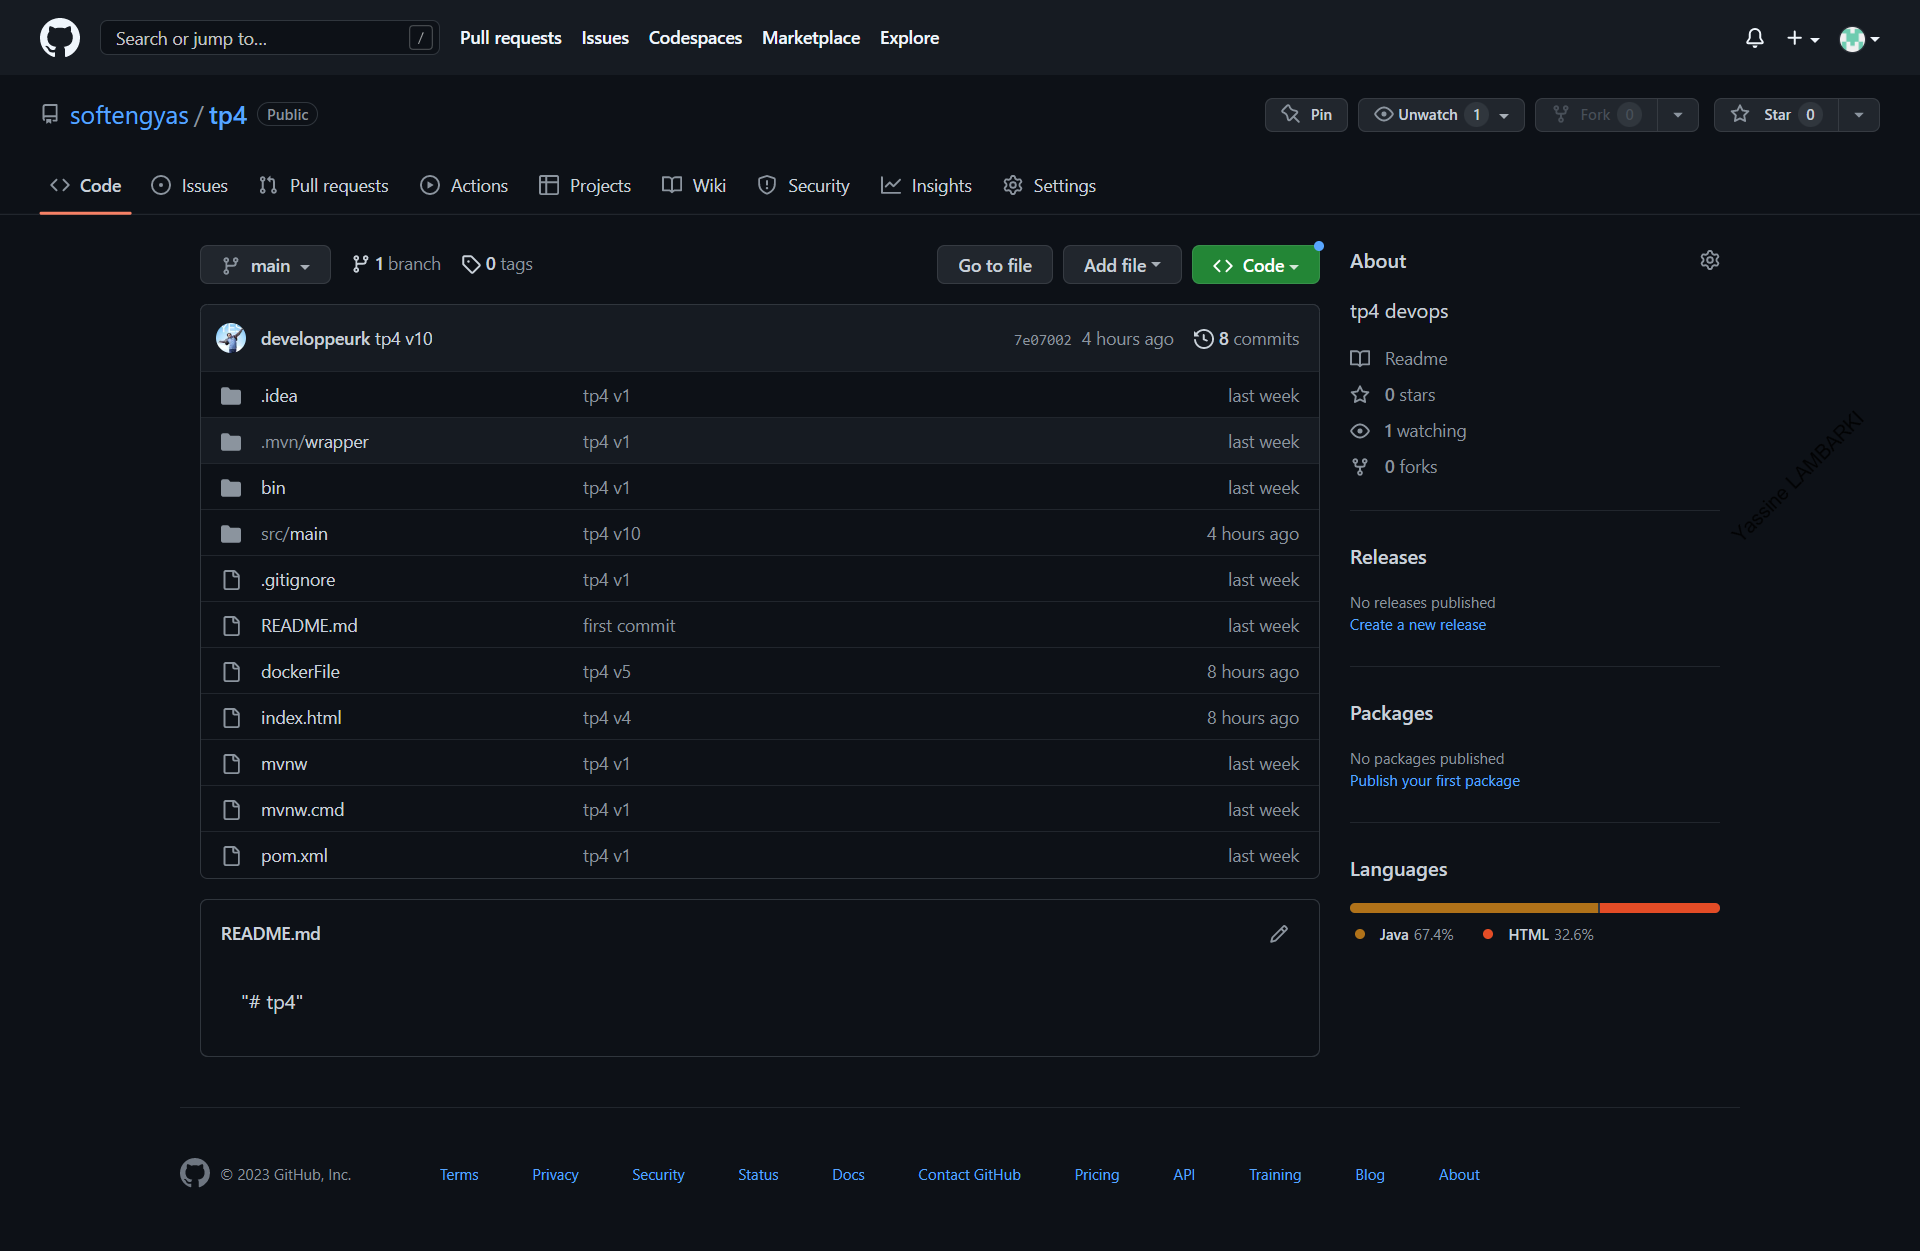 Search or jump to... /
Pull requests Issues Codespaces Marketplace Explore
softengyas / tp4 Public
Pin Unwatch 1 Fork 0 Star 0
Code Issues Pull requests Actions Projects Wiki Security Insights Settings
main 1 branch 0 tags Go to file Add file Code
developpeurk tp4 v10 7e07002 4 hours ago 8 commits
.idea tp4 v1 last week
.mvn/wrapper tp4 v1 last week
bin tp4 v1 last week
src/main tp4 v10 4 hours ago
.gitignore tp4 v1 last week
README.md first commit last week
dockerFile tp4 v5 8 hours ago
index.html tp4 v4 8 hours ago
mvnw tp4 v1 last week
mvnw.cmd tp4 v1 last week
pom.xml tp4 v1 last week
README.md
"# tp4"
About
tp4 devops
Readme
0 stars
1 watching
0 forks
Yassine LAMBARKI
Releases
No releases published
Create a new release
Packages
No packages published
Publish your first package
Languages
Java 67.4% HTML 32.6%
© 2023 GitHub, Inc. Terms Privacy Security Status Docs Contact GitHub Pricing API Training Blog About